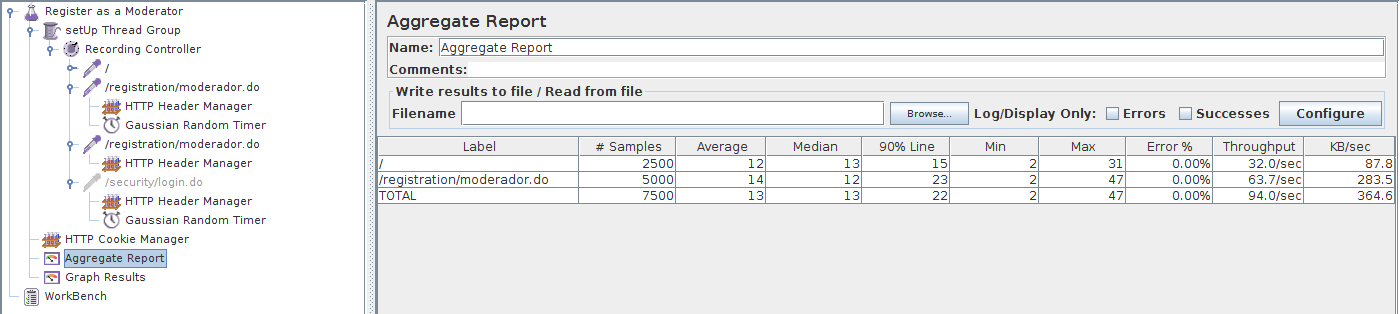 Register as a Moderator
setUp Thread Group
Recording Controller
/
/registration/moderador.do
HTTP Header Manager
Gaussian Random Timer
/registration/moderador.do
HTTP Header Manager
/security/login.do
HTTP Header Manager
Gaussian Random Timer
HTTP Cookie Manager
Aggregate Report
Graph Results
WorkBench
Aggregate Report
Name: Aggregate Report
Comments:
Write results to file / Read from file
Filename Browse... Log/Display Only: Errors Successes Configure
Label # Samples Average Median 90% Line Min Max Error % Throughput KB/sec
/ 2500 12 13 15 2 31 0.00% 32.0/sec 87.8
/registration/moderador.do 5000 14 12 23 2 47 0.00% 63.7/sec 283.5
TOTAL 7500 13 13 22 2 47 0.00% 94.0/sec 364.6